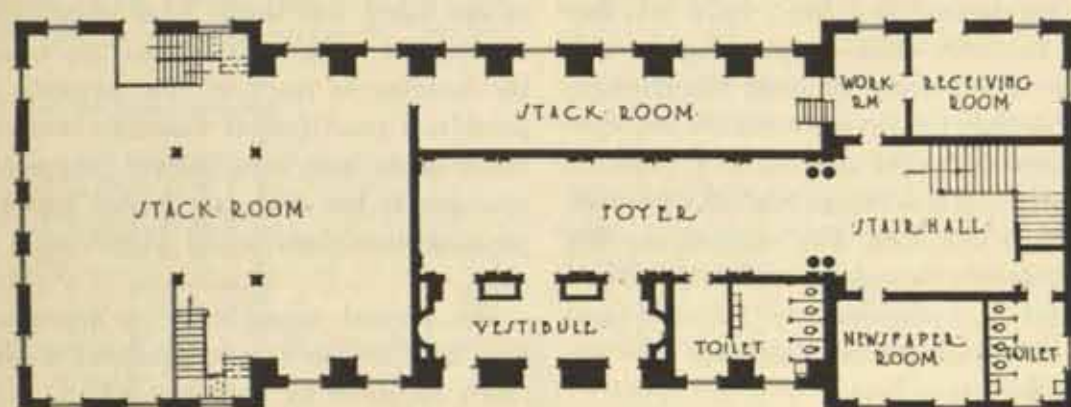 WORK
RM
RECEIVING
ROOM
STACK ROOM
STACK ROOM
FOYER
STAIR HALL
VESTIBULE
TOILET
NEWSPAPER
ROOM
TOILET